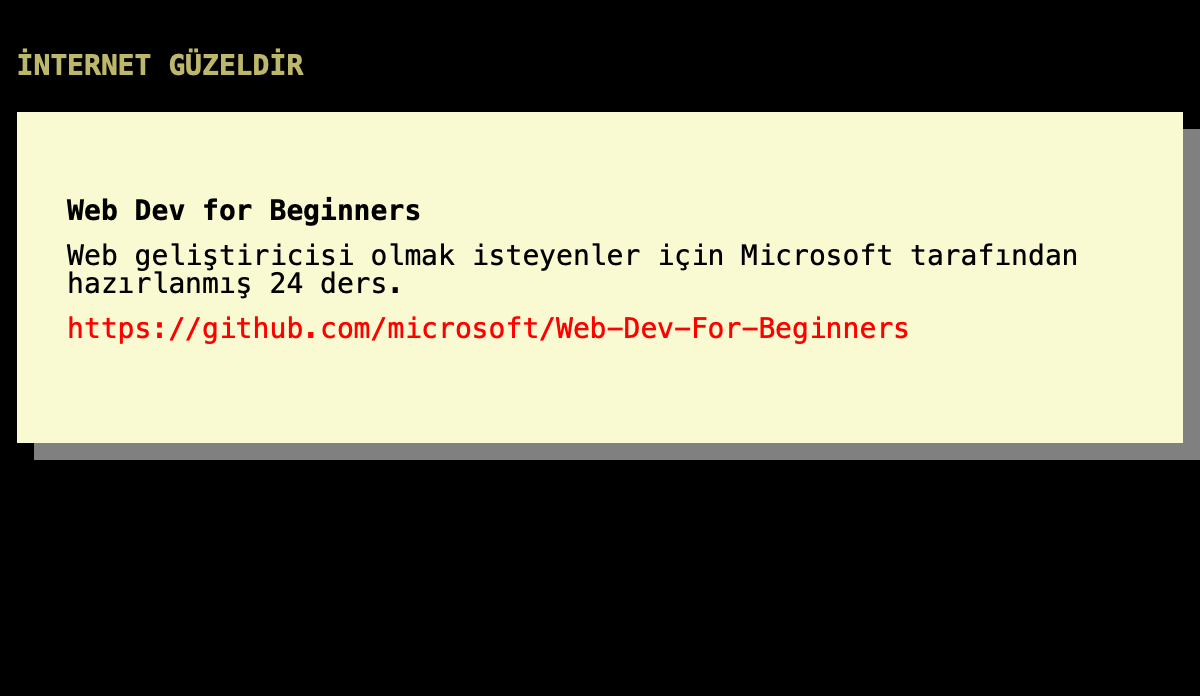 İNTERNET GÜZELDİR
Web Dev for Beginners
Web geliştiricisi olmak isteyenler için Microsoft tarafından
hazırlanmış 24 ders.
https://github.com/microsoft/Web-Dev-For-Beginners